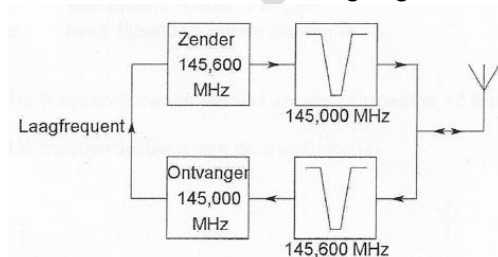 Zender
145,600
MHz
145,000 MHz
Laagfrequent
Ontvanger
145,000
MHz
145,600 MHz